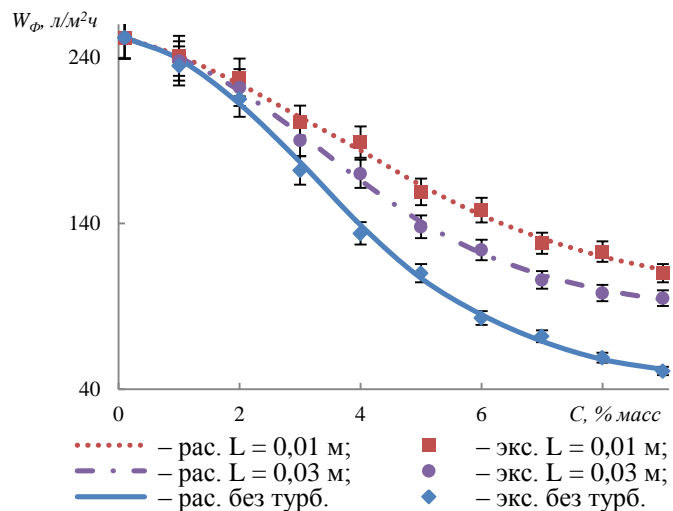 W_Ф, л/м²ч
240
140
40
0 2 4 6 С, % масс
– рас. L = 0,01 м; – экс. L = 0,01 м;
– рас. L = 0,03 м; – экс. L = 0,03 м;
– рас. без турб. – экс. без турб.